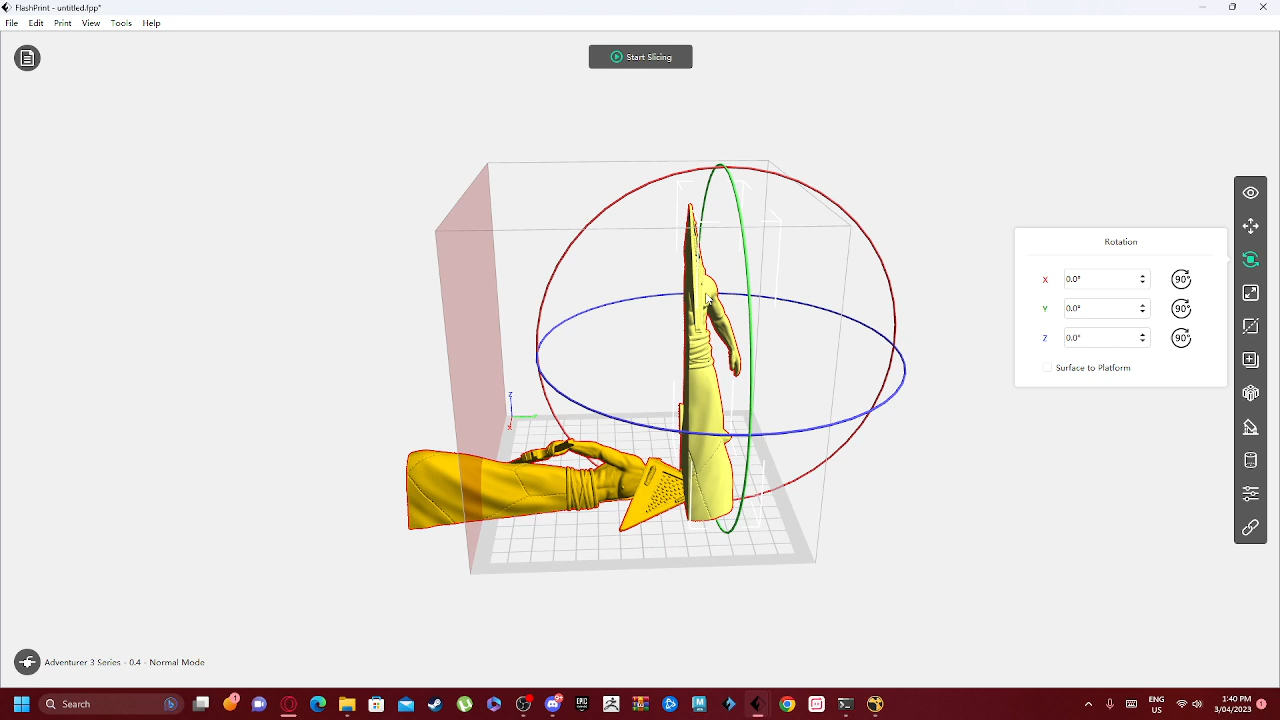 FlashPrint - untitled.fpp*
File Edit Print View Tools Help
Start Slicing
Rotation
X 0.0° 90°
Y 0.0° 90°
Z 0.0° 90°
Surface to Platform
Z
Adventurer 3 Series - 0.4 - Normal Mode
Search
ENG
US
1:40 PM
3/04/2023